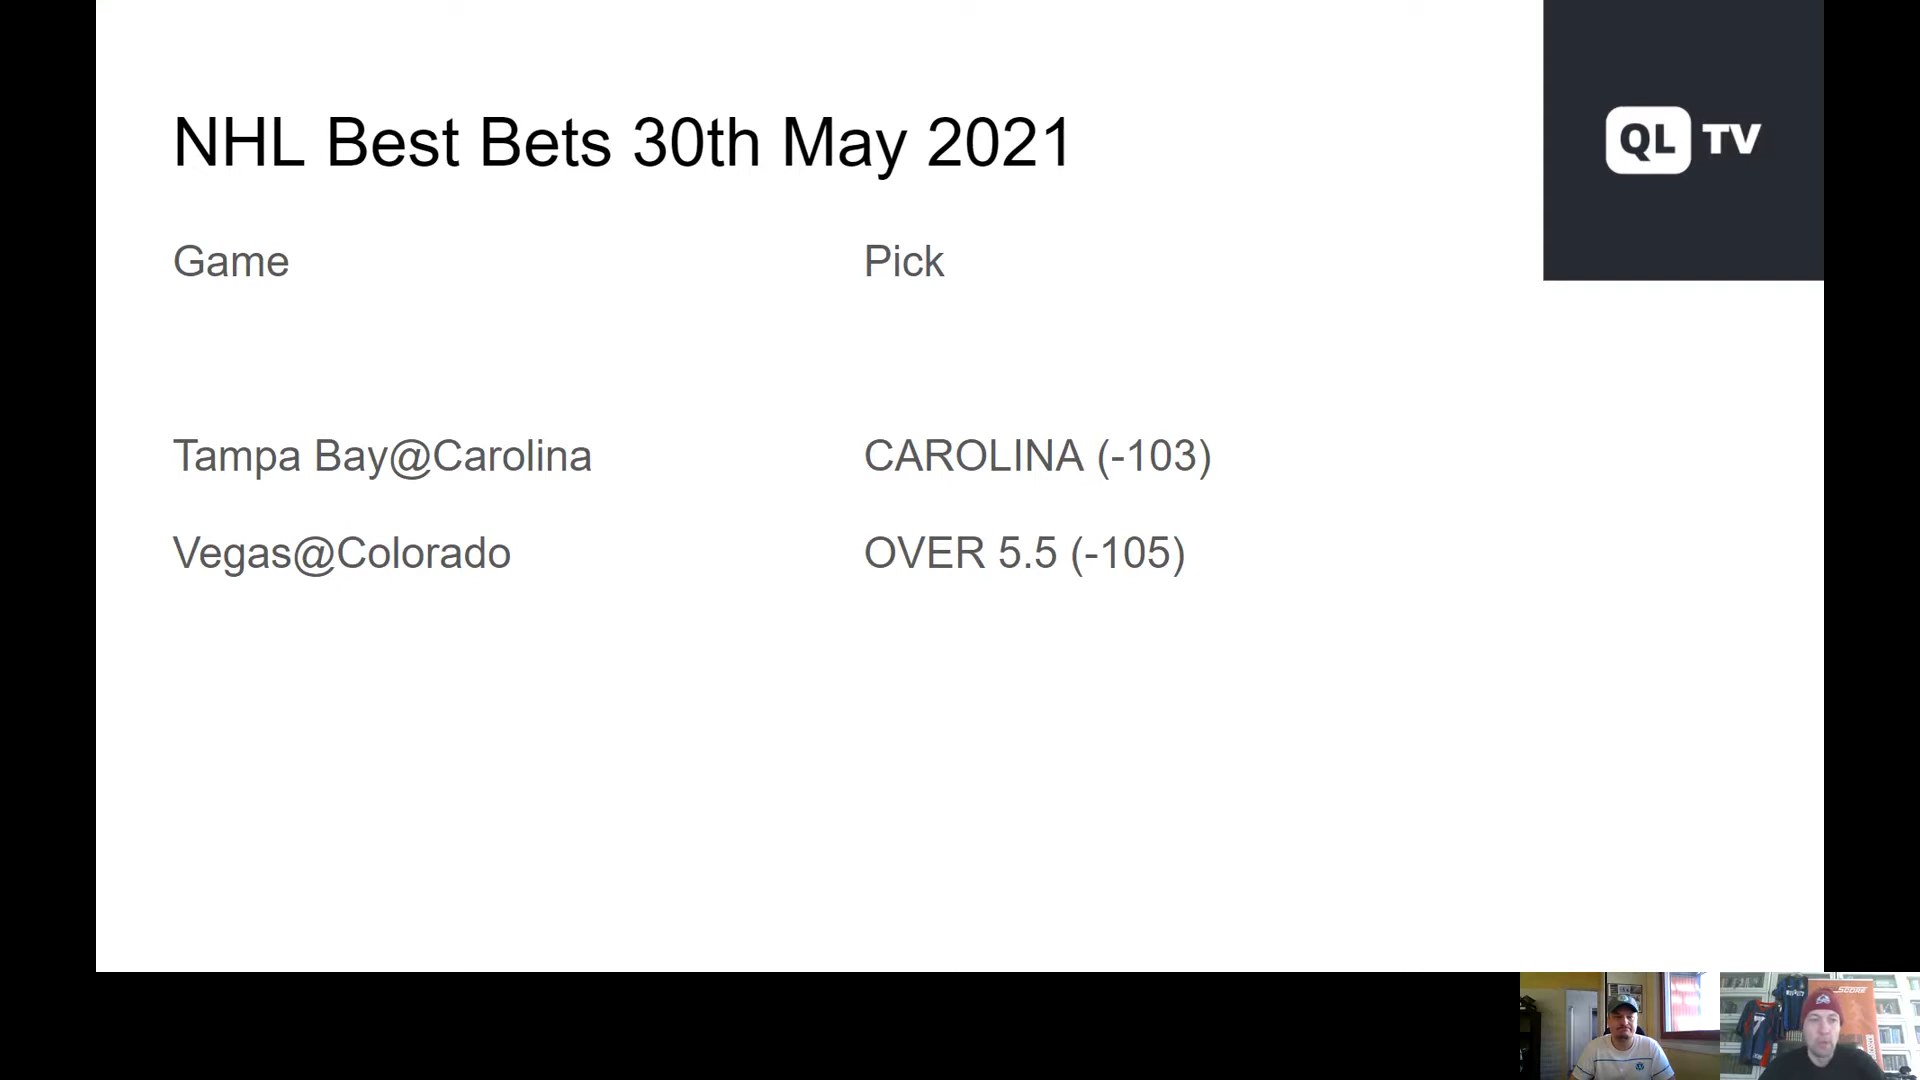 NHL Best Bets 30th May 2021
QL TV
Game Pick
Tampa Bay@Carolina CAROLINA (-103)
Vegas@Colorado OVER 5.5 (-105)
SCORE